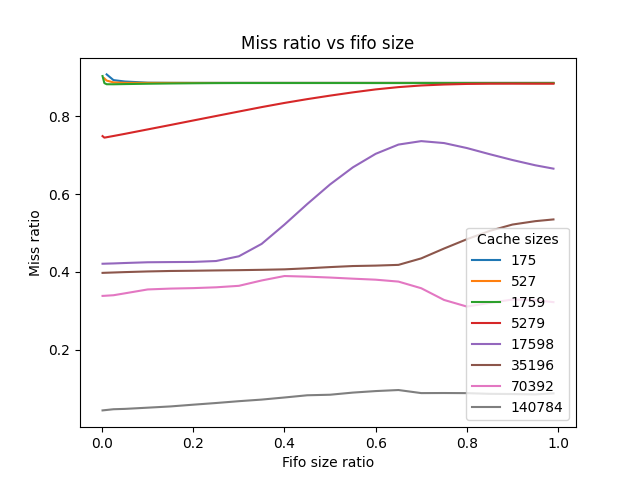 Miss ratio vs fifo size
Miss ratio
0.8
0.6
0.4
0.2
Cache sizes
175
527
1759
5279
17598
35196
70392
140784
0.0 0.2 0.4 0.6 0.8 1.0
Fifo size ratio